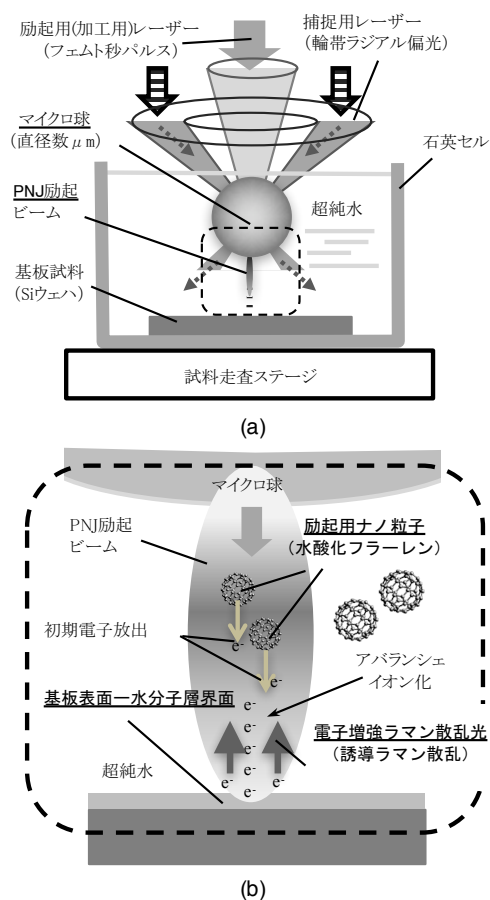 励起用(加工用)レーザー
(フェムト秒パルス)
捕捉用レーザー
(輪帯ラジアル偏光)
マイクロ球
(直径数μm)
石英セル
PNJ励起
ビーム
超純水
基板試料
(Siウェハ)
試料走査ステージ
(a)
マイクロ球
PNJ励起
ビーム
励起用ナノ粒子
(水酸化フラーレン)
初期電子放出
e-
e-
アバランシェ
イオン化
基板表面－水分子層界面
e-
e-
電子増強ラマン散乱光
(誘導ラマン散乱)
e-
e-
超純水
e-
e-
e-
e-
(b)